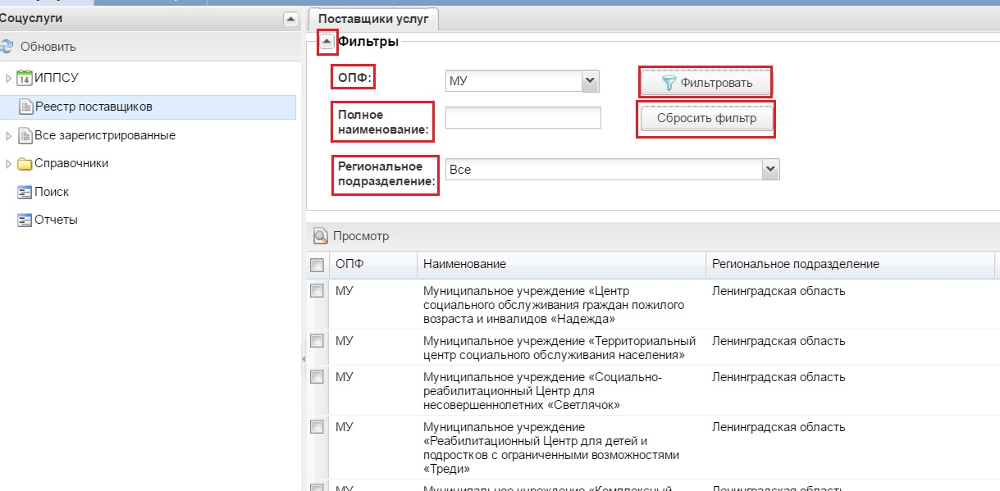 Соцуслуги
Обновить
14
ИППСУ
Реестр поставщиков
Все зарегистрированные
Справочники
Поиск
Отчеты
Поставщики услуг
Фильтры
ОПФ:
МУ
Фильтровать
Полное
наименование:
Сбросить фильтр
Региональное
подразделение:
Все
Просмотр
ОПФ Наименование Региональное подразделение
МУ Муниципальное учреждение «Центр Ленинградская область
социального обслуживания граждан пожилого
возраста и инвалидов «Надежда»
МУ Муниципальное учреждение «Территориальный Ленинградская область
центр социального обслуживания населения»
МУ Муниципальное учреждение «Социально- Ленинградская область
реабилитационный Центр для
несовершеннолетних «Светлячок»
МУ Муниципальное учреждение Ленинградская область
«Реабилитационный Центр для детей и
подростков с ограниченными возможностями
«Треди»
МУ Муниципальное учреждение «Комплексный Ленинградская область